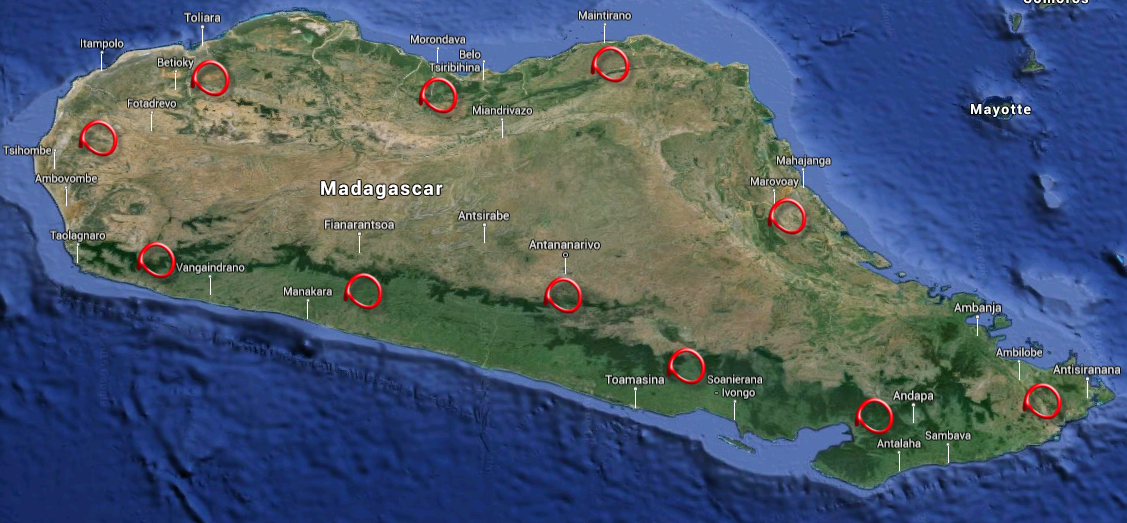 Comoros
Toliara
Maintirano
Itampolo
Morondava
Belo
Tsiribihina
Betioky
Fotadrevo
Miandrivazo
Mayotte
Tsihombe
Mahajanga
Ambovombe
Marovoay
Madagascar
Antsirabe
Fianarantsoa
Taolagnaro
Antananarivo
Vangaindrano
Manakara
Ambanja
Ambilobe
Antisiranana
Toamasina
Soanierana
- Ivongo
Andapa
Sambava
Antalaha